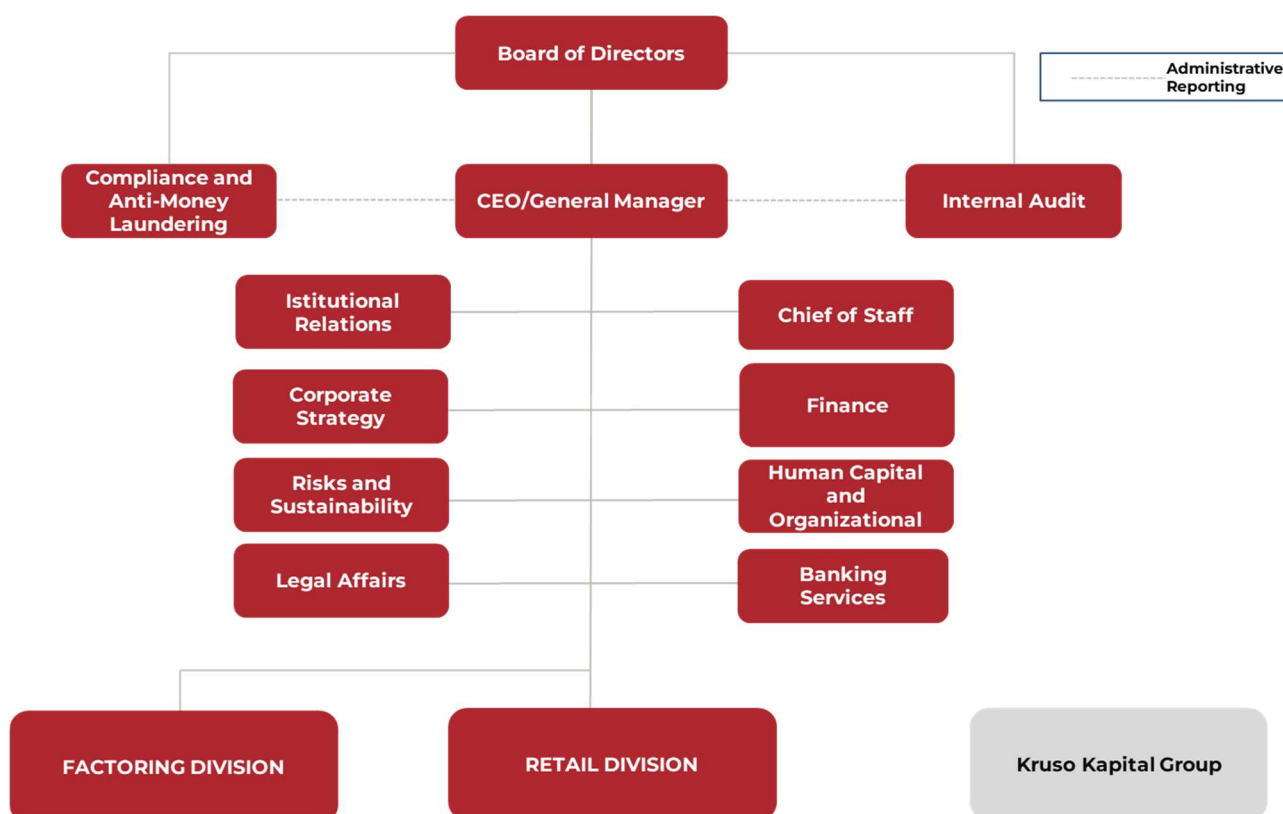 Board of Directors
Administrative
Reporting
Compliance and
Anti-Money
Laundering
CEO/General Manager
Internal Audit
Istitutional
Relations
Chief of Staff
Corporate
Strategy
Finance
Risks and
Sustainability
Human Capital
and
Organizational
Legal Affairs
Banking
Services
FACTORING DIVISION
RETAIL DIVISION
Kruso Kapital Group